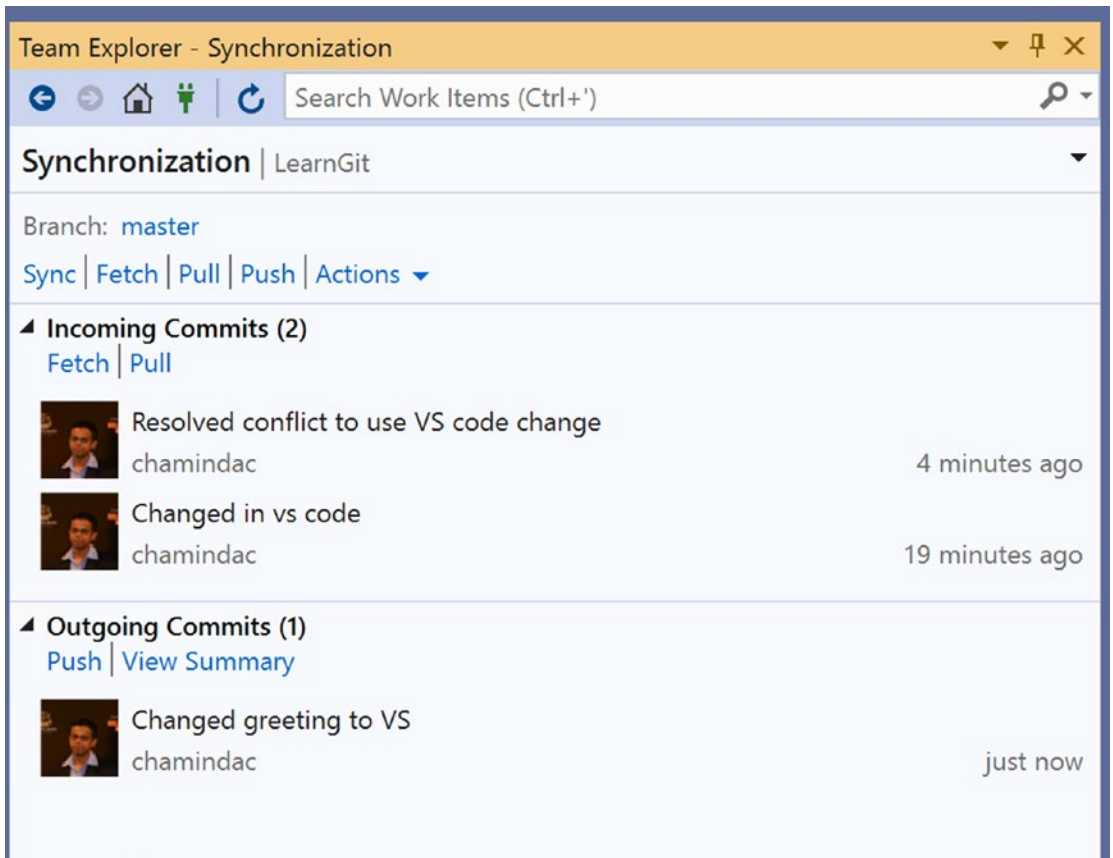 Team Explorer - Synchronization
Search Work Items (Ctrl+')
Synchronization | LearnGit
Branch: master
Sync | Fetch | Pull | Push | Actions
Incoming Commits (2)
Fetch | Pull
Resolved conflict to use VS code change
chamindac 4 minutes ago
Changed in vs code
chamindac 19 minutes ago
Outgoing Commits (1)
Push | View Summary
Changed greeting to VS
chamindac just now